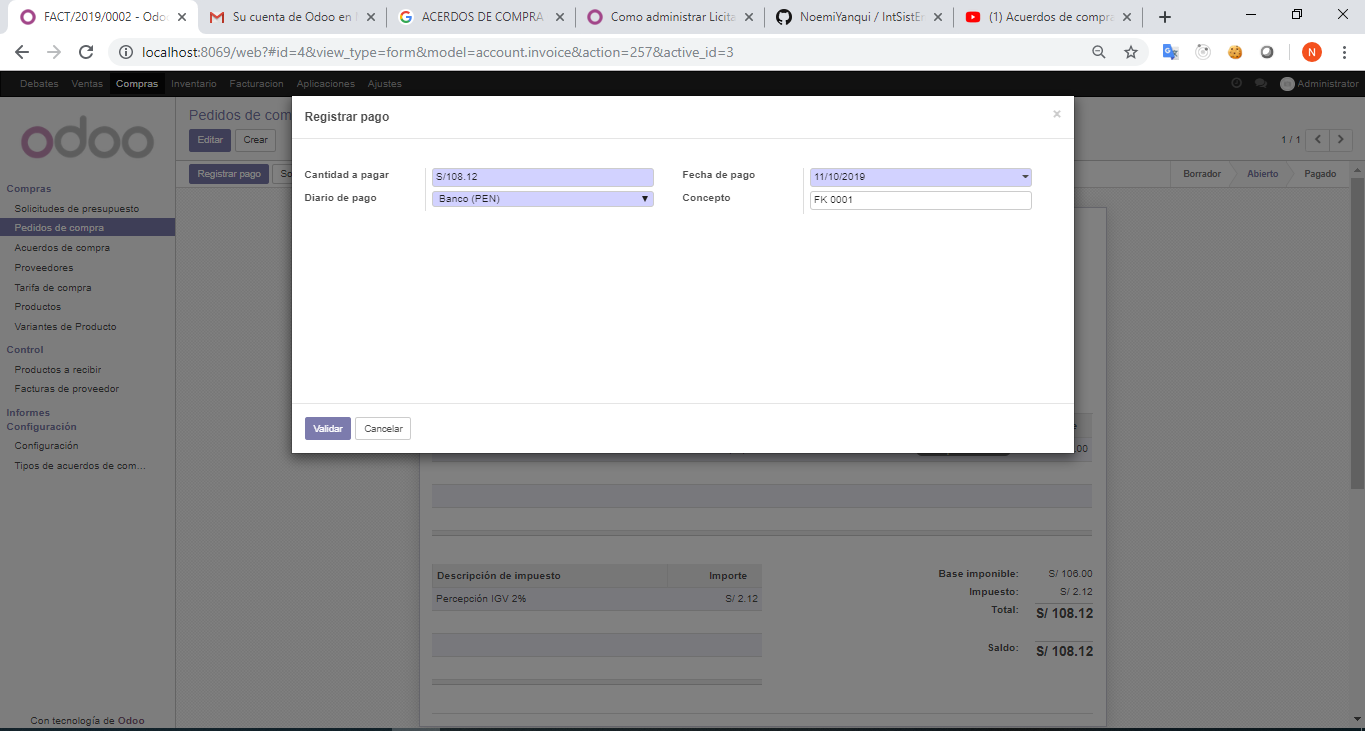 FACT/2019/0002 - Odo
Su cuenta de Odoo en
ACERDOS DE COMPRA
Como administrar Licita
NoemiYanqui / IntSistEm
(1) Acuerdos de compra
localhost:8069/web?#id=4&view_type=form&model=account.invoice&action=257&active_id=3
N
Debates Ventas Compras Inventario Facturacion Aplicaciones Ajustes
Administrator
odoo
Compras
Solicitudes de presupuesto
Pedidos de compra
Acuerdos de compra
Proveedores
Tarifa de compra
Productos
Variantes de Producto
Control
Productos a recibir
Facturas de proveedor
Informes
Configuración
Configuración
Tipos de acuerdos de com...
Con tecnología de Odoo
Pedidos de com
Editar Crear
1 / 1
Registrar pago So
Borrador Abierto Pagado
Registrar pago
×
Cantidad a pagar S/108.12
Fecha de pago 11/10/2019
Diario de pago Banco (PEN)
Concepto FK 0001
Validar Cancelar
e
00
Descripción de impuesto Importe
Percepción IGV 2% S/ 2.12
Base imponible: S/ 106.00
Impuesto: S/ 2.12
Total: S/ 108.12
Saldo: S/ 108.12